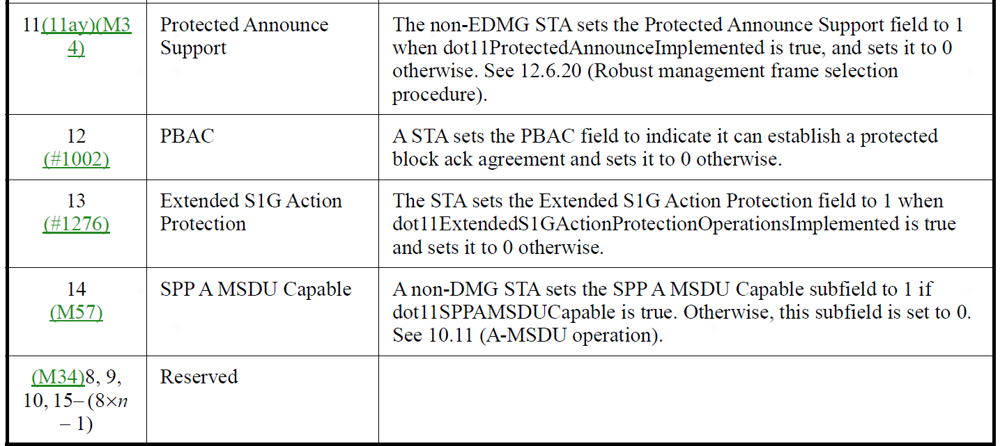 11(11ay)(M3
4)
Protected Announce
Support
The non-EDMG STA sets the Protected Announce Support field to 1
when dot11ProtectedAnnounceImplemented is true, and sets it to 0
otherwise. See 12.6.20 (Robust management frame selection
procedure).
12
(#1002)
PBAC
A STA sets the PBAC field to indicate it can establish a protected
block ack agreement and sets it to 0 otherwise.
13
(#1276)
Extended S1G Action
Protection
The STA sets the Extended S1G Action Protection field to 1 when
dot11ExtendedS1GActionProtectionOperationsImplemented is true
and sets it to 0 otherwise.
14
(M57)
SPP A MSDU Capable
A non-DMG STA sets the SPP A MSDU Capable subfield to 1 if
dot11SPPAMSDUCapable is true. Otherwise, this subfield is set to 0.
See 10.11 (A-MSDU operation).
(M34)8, 9,
10, 15– (8×n
– 1)
Reserved